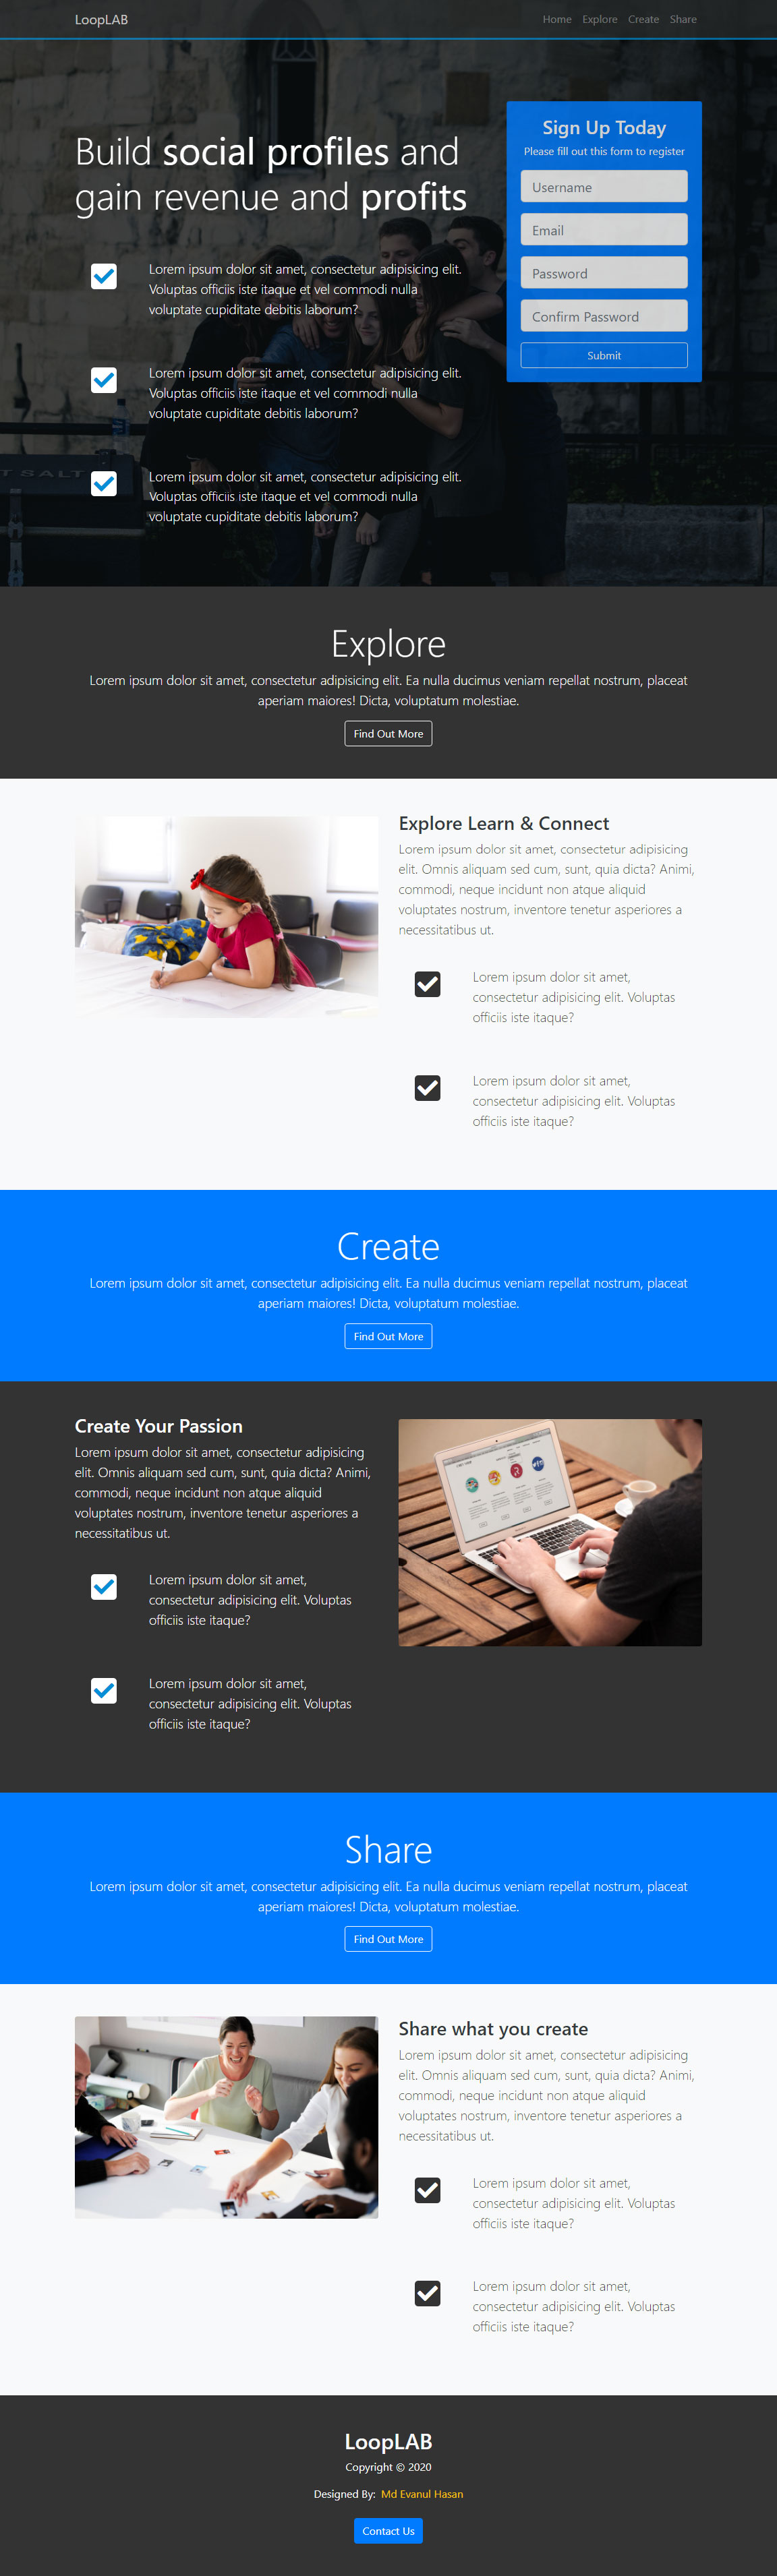 LoopLAB
Home Explore Create Share
Build social profiles and
gain revenue and profits
Lorem ipsum dolor sit amet, consectetur adipisicing elit.
Voluptas officiis iste itaque et vel commodi nulla
voluptate cupiditate debitis laborum?
Lorem ipsum dolor sit amet, consectetur adipisicing elit.
Voluptas officiis iste itaque et vel commodi nulla
voluptate cupiditate debitis laborum?
Lorem ipsum dolor sit amet, consectetur adipisicing elit.
Voluptas officiis iste itaque et vel commodi nulla
voluptate cupiditate debitis laborum?
Sign Up Today
Please fill out this form to register
Username
Email
Password
Confirm Password
Submit
T SALT
Explore
Lorem ipsum dolor sit amet, consectetur adipisicing elit. Ea nulla ducimus veniam repellat nostrum, placeat
aperiam maiores! Dicta, voluptatum molestiae.
Find Out More
Explore Learn & Connect
Lorem ipsum dolor sit amet, consectetur adipisicing
elit. Omnis aliquam sed cum, sunt, quia dicta? Animi,
commodi, neque incidunt non atque aliquid
voluptates nostrum, inventore tenetur asperiores a
necessitatibus ut.
Lorem ipsum dolor sit amet,
consectetur adipisicing elit. Voluptas
officiis iste itaque?
Lorem ipsum dolor sit amet,
consectetur adipisicing elit. Voluptas
officiis iste itaque?
Create
Lorem ipsum dolor sit amet, consectetur adipisicing elit. Ea nulla ducimus veniam repellat nostrum, placeat
aperiam maiores! Dicta, voluptatum molestiae.
Find Out More
Create Your Passion
Lorem ipsum dolor sit amet, consectetur adipisicing
elit. Omnis aliquam sed cum, sunt, quia dicta? Animi,
commodi, neque incidunt non atque aliquid
voluptates nostrum, inventore tenetur asperiores a
necessitatibus ut.
Lorem ipsum dolor sit amet,
consectetur adipisicing elit. Voluptas
officiis iste itaque?
Lorem ipsum dolor sit amet,
consectetur adipisicing elit. Voluptas
officiis iste itaque?
Share
Lorem ipsum dolor sit amet, consectetur adipisicing elit. Ea nulla ducimus veniam repellat nostrum, placeat
aperiam maiores! Dicta, voluptatum molestiae.
Find Out More
Share what you create
Lorem ipsum dolor sit amet, consectetur adipisicing
elit. Omnis aliquam sed cum, sunt, quia dicta? Animi,
commodi, neque incidunt non atque aliquid
voluptates nostrum, inventore tenetur asperiores a
necessitatibus ut.
Lorem ipsum dolor sit amet,
consectetur adipisicing elit. Voluptas
officiis iste itaque?
Lorem ipsum dolor sit amet,
consectetur adipisicing elit. Voluptas
officiis iste itaque?
LoopLAB
Copyright © 2020
Designed By: Md Evanul Hasan
Contact Us